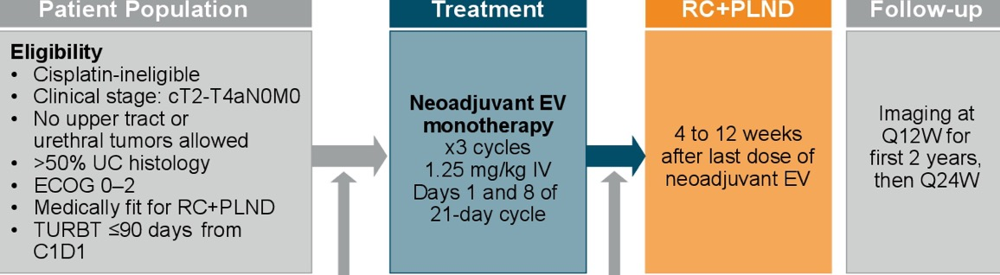 Patient Population
Eligibility
• Cisplatin-ineligible
• Clinical stage: cT2-T4aN0M0
• No upper tract or
urethral tumors allowed
• >50% UC histology
• ECOG 0–2
• Medically fit for RC+PLND
• TURBT ≤90 days from
C1D1
Treatment
Neoadjuvant EV
monotherapy
x3 cycles
1.25 mg/kg IV
Days 1 and 8 of
21-day cycle
RC+PLND
4 to 12 weeks
after last dose of
neoadjuvant EV
Follow-up
Imaging at
Q12W for
first 2 years,
then Q24W